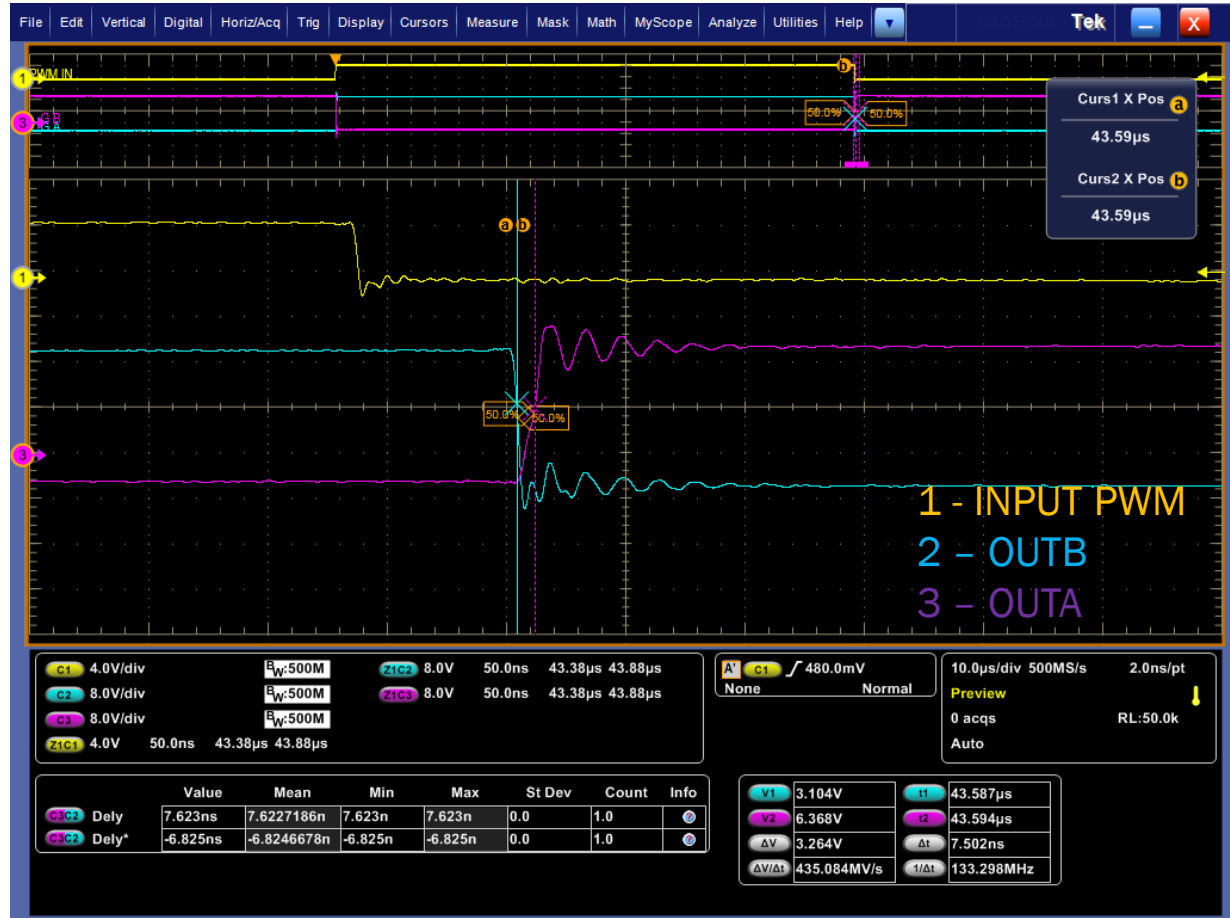 File Edit Vertical Digital Horiz/Acq Trig Display Cursors Measure Mask Math MyScope Analyze Utilities Help Tek X
PWM IN
1
b
50.0% 50.0%
3
G B
G A
Curs1 X Pos a
43.59µs
Curs2 X Pos b
43.59µs
a b
1
50.0% 50.0%
3
1 - INPUT PWM
2 – OUTB
3 – OUTA
C1 4.0V/div BW:500M Z1C2 8.0V 50.0ns 43.38µs 43.88µs
C2 8.0V/div BW:500M Z1C3 8.0V 50.0ns 43.38µs 43.88µs
C3 8.0V/div BW:500M
Z1C1 4.0V 50.0ns 43.38µs 43.88µs
A' C1 480.0mV
None Normal
10.0µs/div 500MS/s 2.0ns/pt
Preview
0 acqs RL:50.0k
Auto
Value Mean Min Max St Dev Count Info
C3C2 Dely 7.623ns 7.6227186n 7.623n 7.623n 0.0 1.0
C3C2 Dely* -6.825ns -6.8246678n -6.825n -6.825n 0.0 1.0
V1 3.104V t1 43.587µs
V2 6.368V t2 43.594µs
ΔV 3.264V Δt 7.502ns
ΔV/Δt 435.084MV/s 1/Δt 133.298MHz